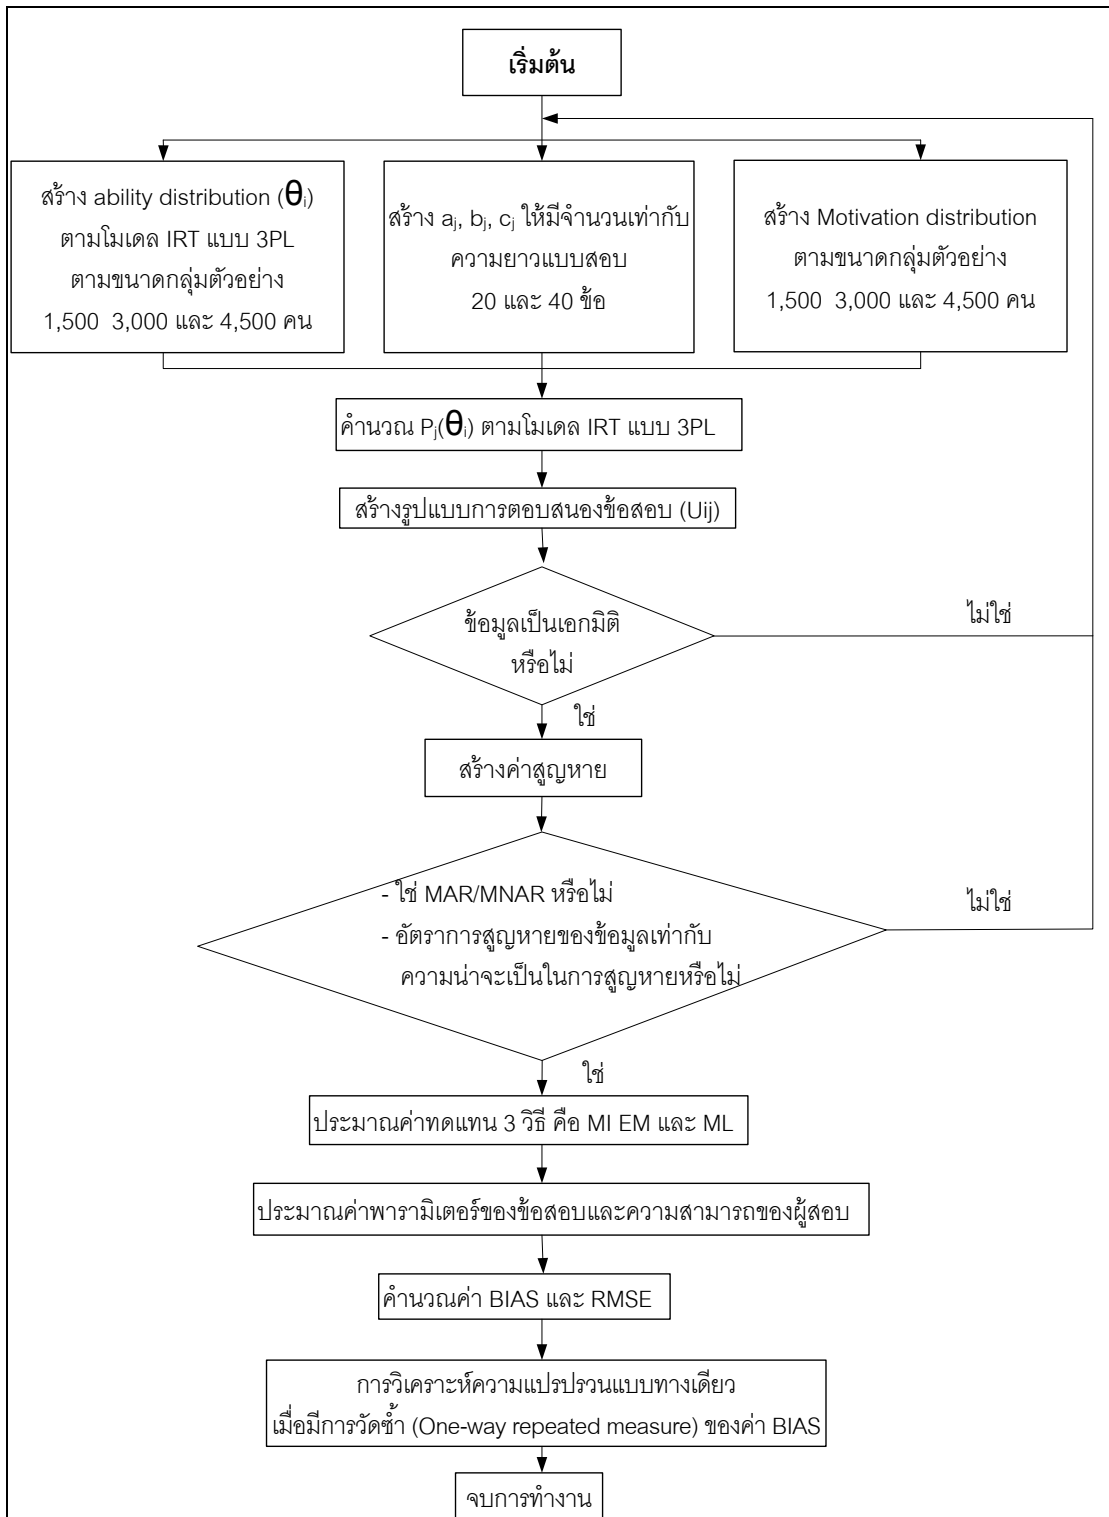 เริ่มต้น
สร้าง ability distribution (θi)
ตามโมเดล IRT แบบ 3PL
ตามขนาดกลุ่มตัวอย่าง
1,500 3,000 และ 4,500 คน
สร้าง aj, bj, cj ให้มีจำนวนเท่ากับ
ความยาวแบบสอบ
20 และ 40 ข้อ
สร้าง Motivation distribution
ตามขนาดกลุ่มตัวอย่าง
1,500 3,000 และ 4,500 คน
คำนวณ Pj(θi) ตามโมเดล IRT แบบ 3PL
สร้างรูปแบบการตอบสนองข้อสอบ (Uij)
ข้อมูลเป็นเอกมิติ
หรือไม่
ไม่ใช่
ใช่
สร้างค่าสูญหาย
- ใช่ MAR/MNAR หรือไม่
- อัตราการสูญหายของข้อมูลเท่ากับ
ความน่าจะเป็นในการสูญหายหรือไม่
ไม่ใช่
ใช่
ประมาณค่าทดแทน 3 วิธี คือ MI EM และ ML
ประมาณค่าพารามิเตอร์ของข้อสอบและความสามารถของผู้สอบ
คำนวณค่า BIAS และ RMSE
การวิเคราะห์ความแปรปรวนแบบทางเดียว
เมื่อมีการวัดซ้ำ (One-way repeated measure) ของค่า BIAS
จบการทำงาน